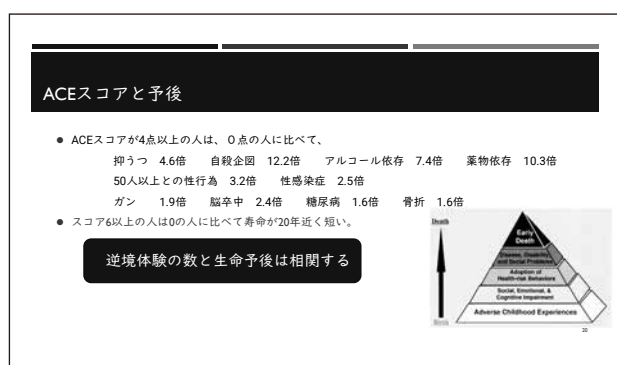 ACEスコアと予後
● ACEスコアが4点以上の人は、０点の人に比べて、
抑うつ 4.6倍 自殺企図 12.2倍 アルコール依存 7.4倍 薬物依存 10.3倍
50人以上との性行為 3.2倍 性感染症 2.5倍
ガン 1.9倍 脳卒中 2.4倍 糖尿病 1.6倍 骨折 1.6倍
● スコア6以上の人は0の人に比べて寿命が20年近く短い。
逆境体験の数と生命予後は相関する
Death
Early
Death
Disease, Disability,
and Social Problems
Adoption of
Health-risk Behaviors
Social, Emotional, &
Cognitive Impairment
Adverse Childhood Experiences
Birth
20